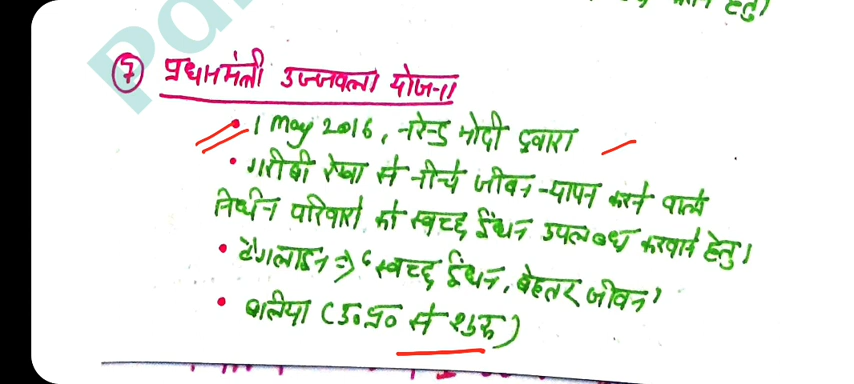 हेतु।
⑦ प्रधानमंत्री उज्जवला योजना
• 1 May 2016, नरेन्द्र मोदी द्वारा
• गरीबी रेखा से नीचे जीवन-यापन करने वाले
निर्धन परिवारों को स्वच्छ ईंधन उपलब्ध करवाने हेतु।
• टैगलाइन ⇒ 'स्वच्छ ईंधन, बेहतर जीवन'
• बलिया (उ०प्र० से शुरू)